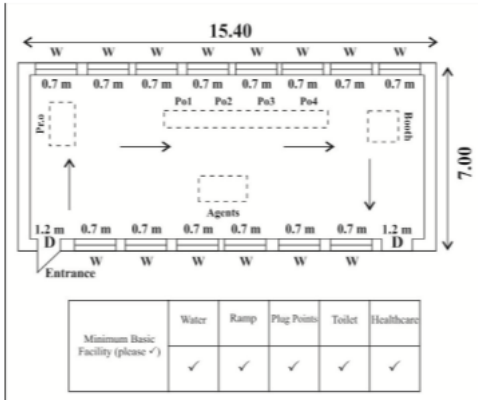 15.40
W W W W W W W W
0.7 m 0.7 m 0.7 m 0.7 m 0.7 m 0.7 m 0.7 m 0.7 m
Po1 Po2 Po3 Po4
Pr.o
Booth
7.00
Agents
1.2 m 0.7 m 0.7 m 0.7 m 0.7 m 0.7 m 0.7 m 1.2 m
D D
W W W W W W
Entrance
Water Ramp Plug Points Toilet Healthcare
Minimum Basic
Facility (please ✓)
✓ ✓ ✓ ✓ ✓